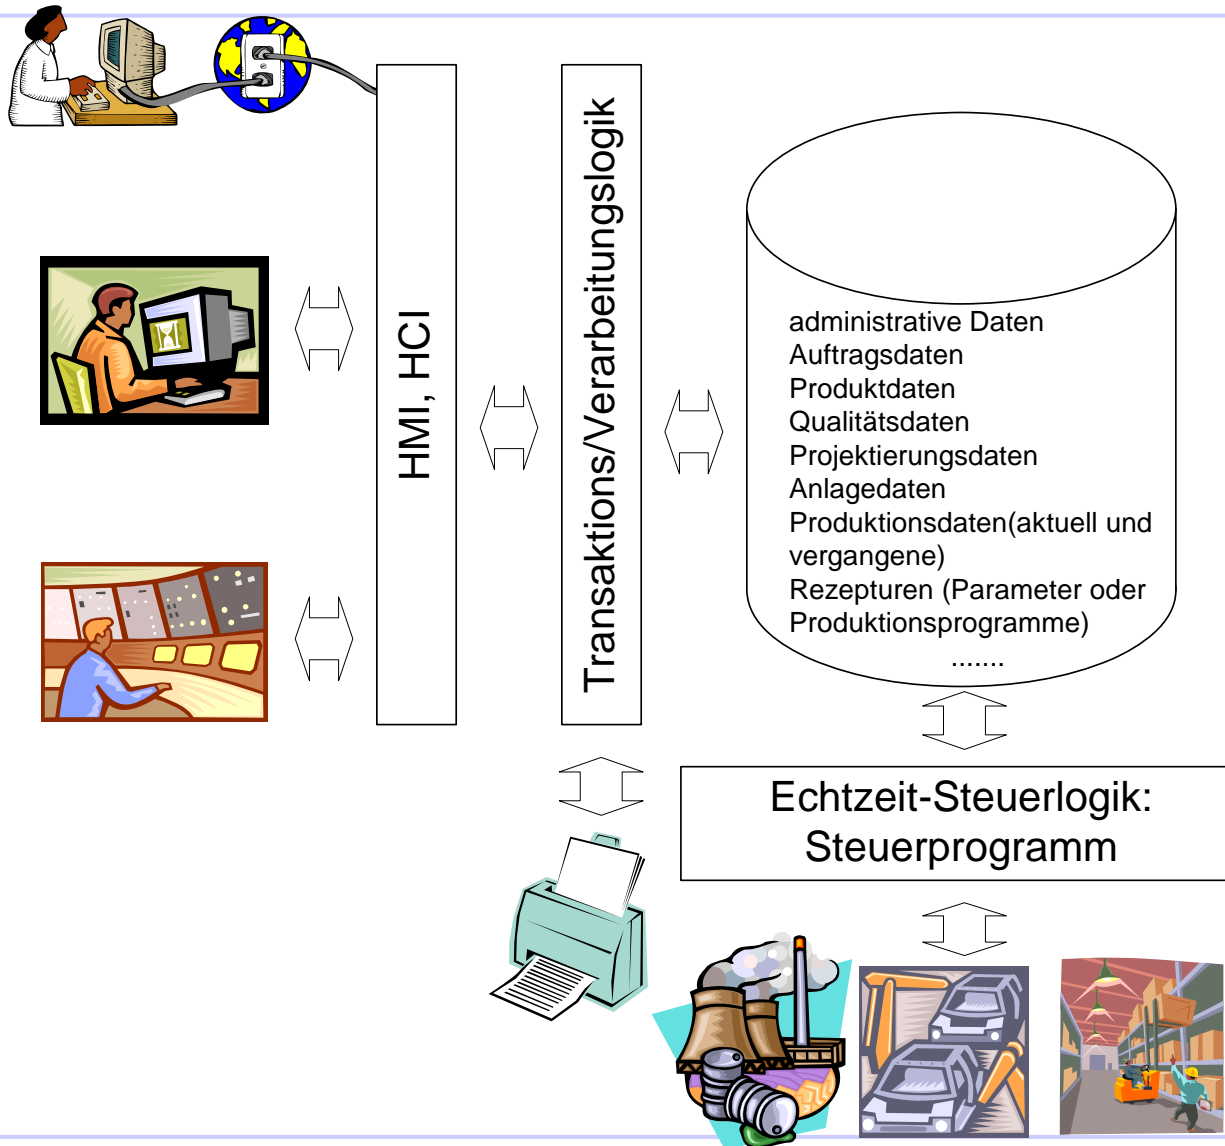 HMI, HCI
Transaktions/Verarbeitungslogik
administrative Daten
Auftragsdaten
Produktdaten
Qualitätsdaten
Projektierungsdaten
Anlagedaten
Produktionsdaten(aktuell und
vergangene)
Rezepturen (Parameter oder
Produktionsprogramme)
.......
Echtzeit-Steuerlogik:
Steuerprogramm